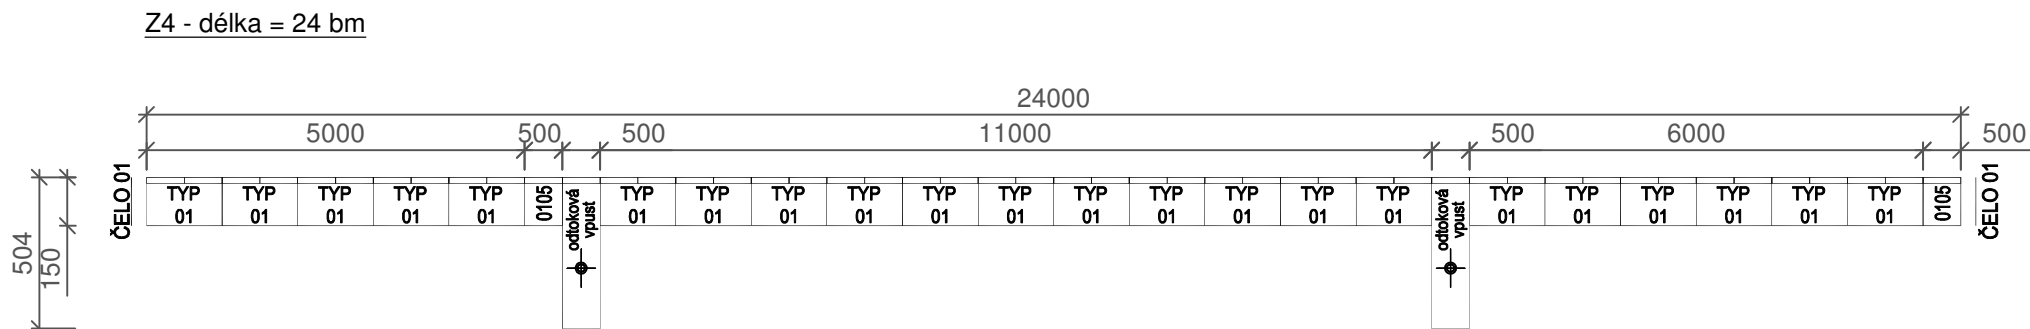 Z4 - délka = 24 bm
24000
5000 500 500 11000 500 6000 500
ČELO 01
TYP 01
TYP 01
TYP 01
TYP 01
TYP 01
0105
odtoková
vpust
TYP 01
TYP 01
TYP 01
TYP 01
TYP 01
TYP 01
TYP 01
TYP 01
TYP 01
TYP 01
TYP 01
odtoková
vpust
TYP 01
TYP 01
TYP 01
TYP 01
TYP 01
TYP 01
0105
ČELO 01
504
150